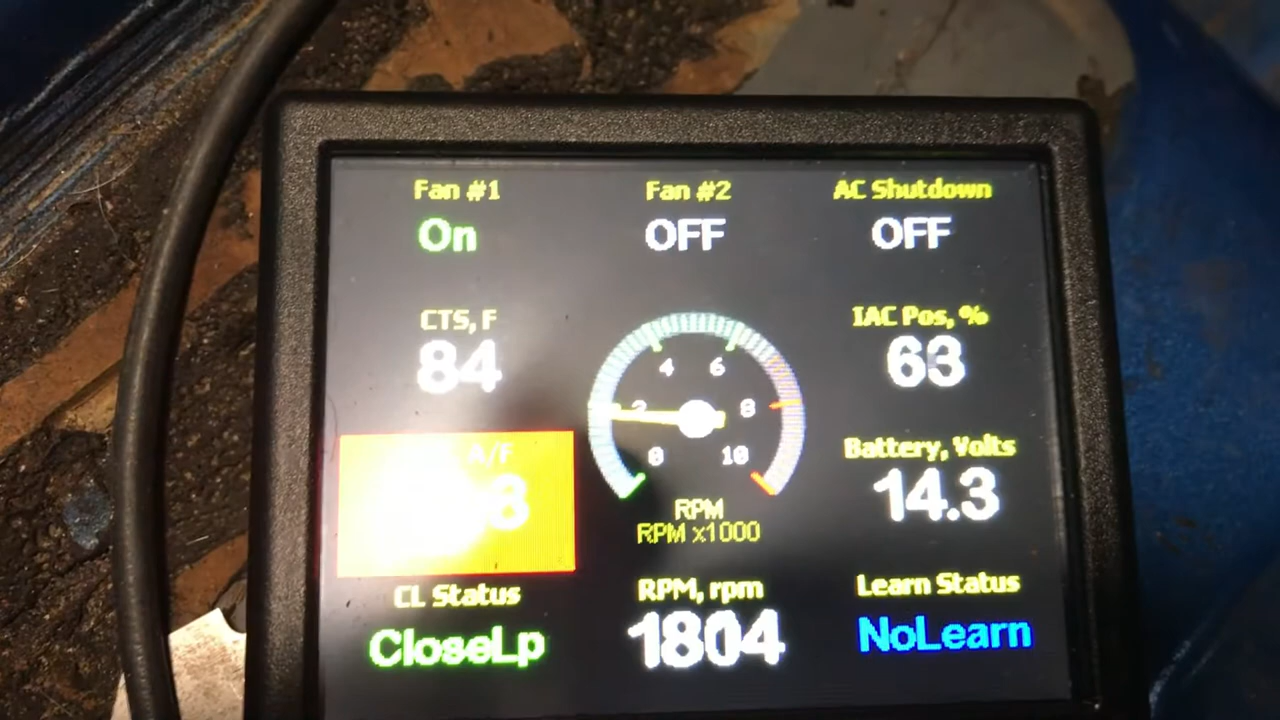 Fan #1
On
Fan #2
OFF
AC Shutdown
OFF
CTS, F
84
4
6
2
8
0
10
RPM
RPM x1000
IAC Pos, %
63
A/F
Battery, Volts
14.3
CL Status
CloseLp
RPM, rpm
1804
Learn Status
NoLearn